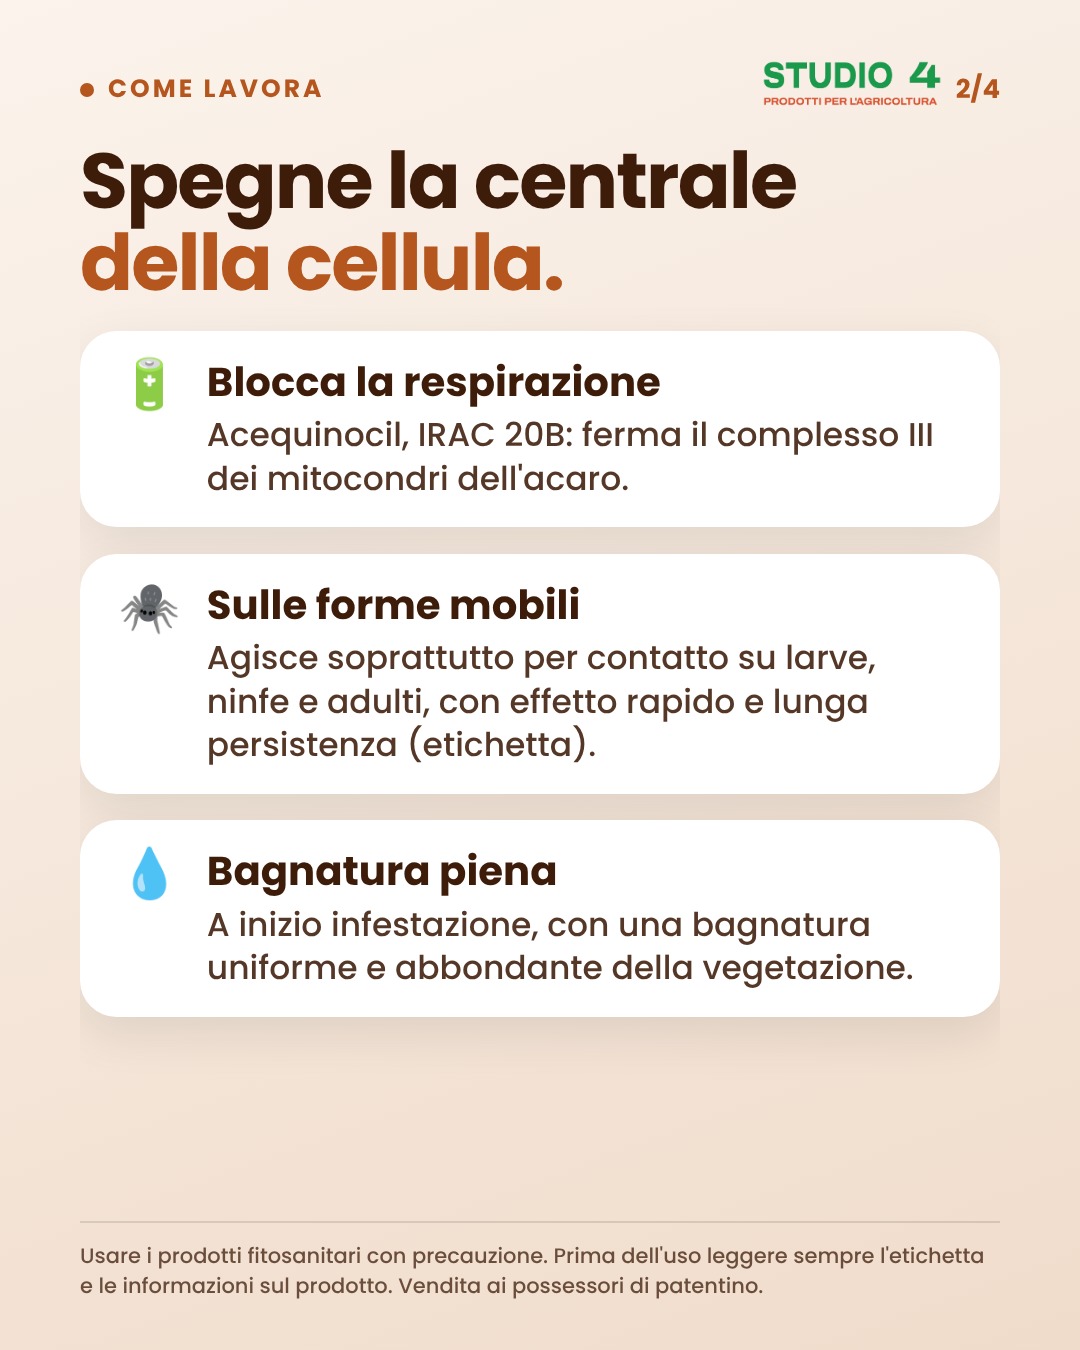 COME LAVORA
STUDIO 4
PRODOTTI PER L'AGRICOLTURA
2/4
Spegne la centrale
della cellula.
Blocca la respirazione
Acequinocil, IRAC 20B: ferma il complesso III
dei mitocondri dell'acaro.
Sulle forme mobili
Agisce soprattutto per contatto su larve,
ninfe e adulti, con effetto rapido e lunga
persistenza (etichetta).
Bagnatura piena
A inizio infestazione, con una bagnatura
uniforme e abbondante della vegetazione.
Usare i prodotti fitosanitari con precauzione. Prima dell'uso leggere sempre l'etichetta
e le informazioni sul prodotto. Vendita ai possessori di patentino.